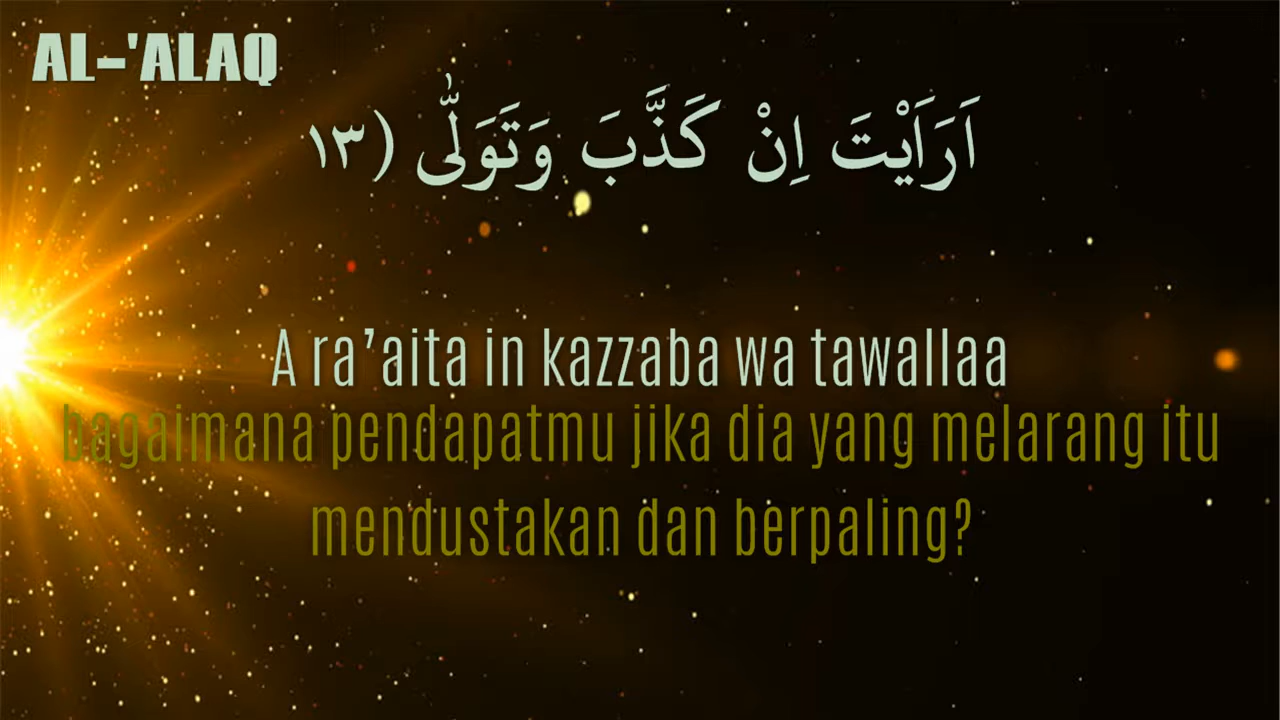 AL-'ALAQ
اَرَاَيْتَ اِنْ كَذَّبَ وَتَوَلّٰى (١٣
A ra'aita in kazzaba wa tawallaa
bagaimana pendapatmu jika dia yang melarang itu
mendustakan dan berpaling?